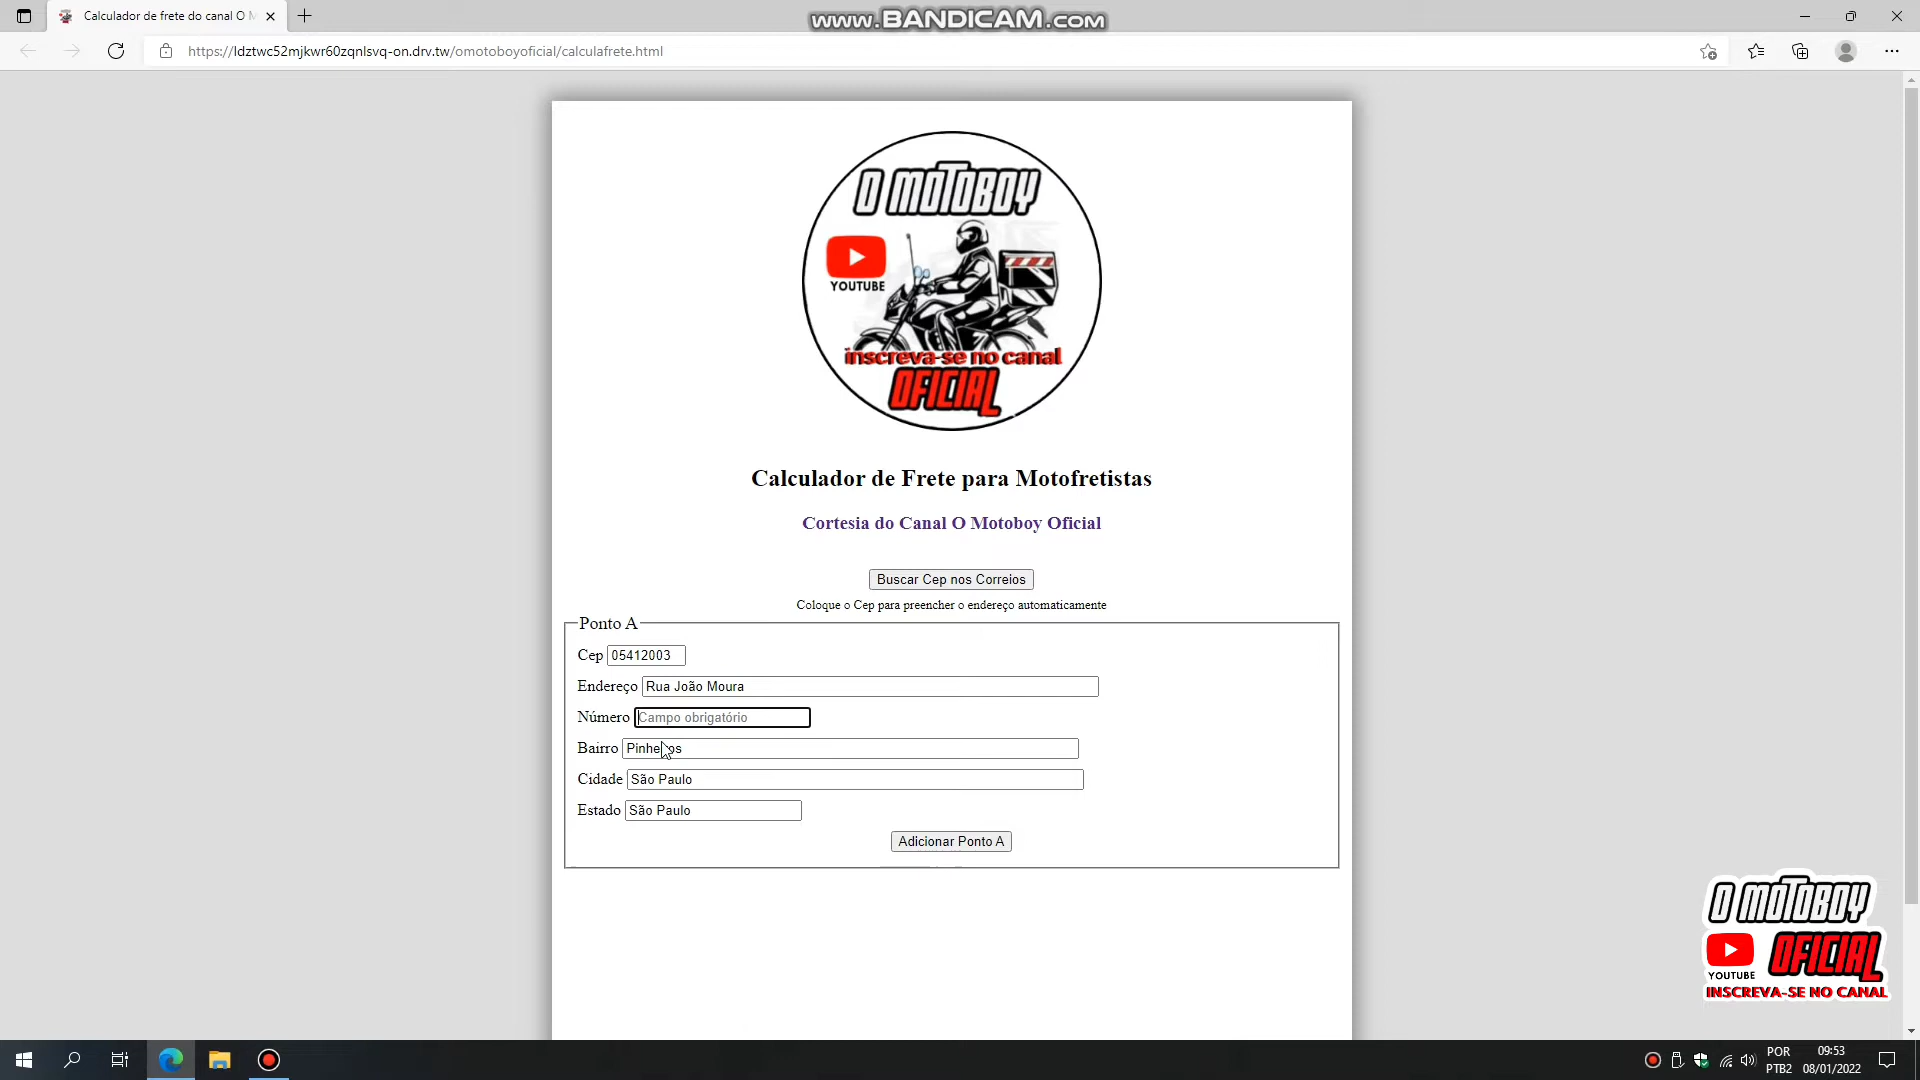 www.BANDICAM.com
Calculador de frete do canal O M
https://ldztwc52mjkwr60zqnlsvq-on.drv.tw/omotoboyoficial/calculafrete.html
O MOTOBOY
YOUTUBE
inscreva-se no canal
OFICIAL
Calculador de Frete para Motofretistas
Cortesia do Canal O Motoboy Oficial
Buscar Cep nos Correios
Coloque o Cep para preencher o endereço automaticamente
Ponto A
Cep 05412003
Endereço Rua João Moura
Número Campo obrigatório
Bairro Pinheiros
Cidade São Paulo
Estado São Paulo
Adicionar Ponto A
O MOTOBOY
YOUTUBE OFICIAL
INSCREVA-SE NO CANAL
POR 09:53
PTB2 08/01/2022